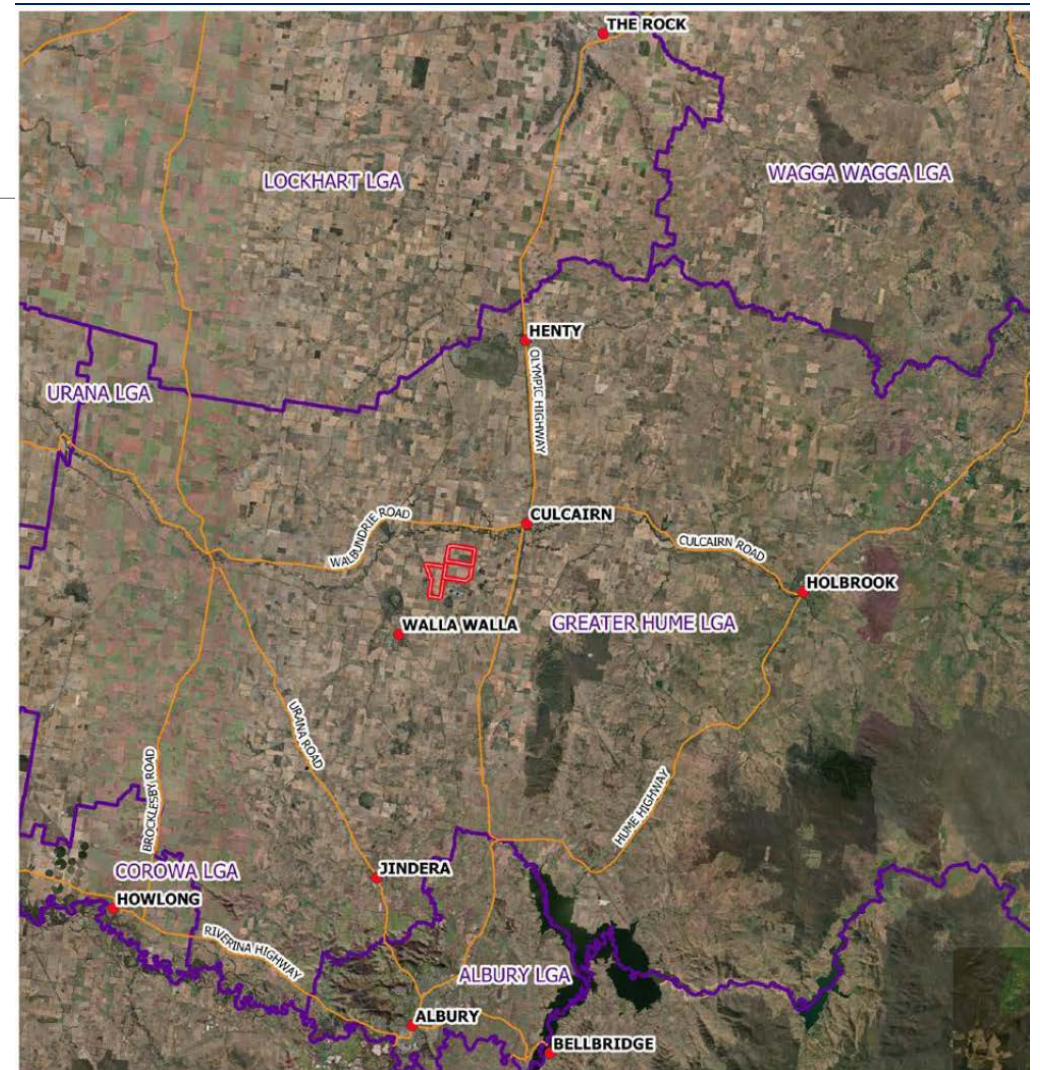 THE ROCK
LOCKHART LGA
WAGGA WAGGA LGA
HENTY
OLYMPIC HIGHWAY
URANA LGA
CULCAIRN
WALBUNDRIE ROAD
CULCAIRN ROAD
HOLBROOK
WALLA WALLA
GREATER HUME LGA
URANA ROAD
BROCKLESBY ROAD
HUME HIGHWAY
JINDERA
COROWA LGA
HOWLONG
RIVERINA HIGHWAY
ALBURY LGA
ALBURY
BELLBRIDGE